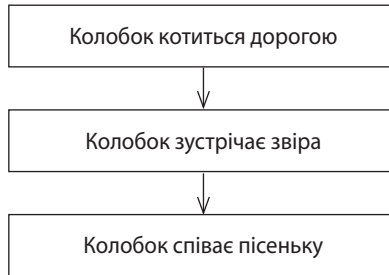 Колобок котиться дорогою
Колобок зустрічає звіра
Колобок співає пісеньку